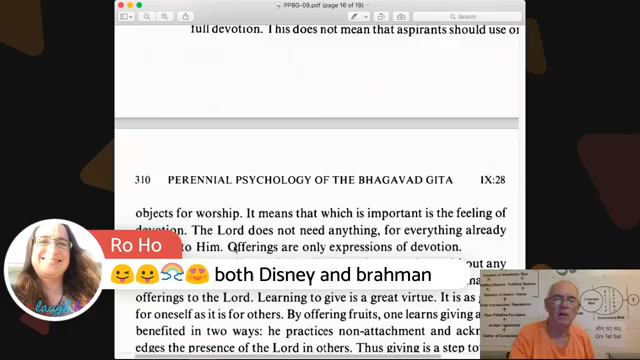 PPBG-09.pdf (page 16 of 19)
Search
full devotion. This does not mean that aspirants should use or
310 PERENNIAL PSYCHOLOGY OF THE BHAGAVAD GITA IX:28
objects for worship. It means that which is important is the feeling of
devotion. The Lord does not need anything, for everything already
to Him. Offerings are only expressions of devotion.
Ro Ho
😝😛🌈😍 both Disney and brahman
offerings to the Lord. Learning to give is a great virtue. It is as
for oneself as it is for others. By offering fruits, one learns giving a
benefited in two ways: he practices non-attachment and ack
edges the presence of the Lord in others. Thus giving is a step to
laugh
Om Tat Sat